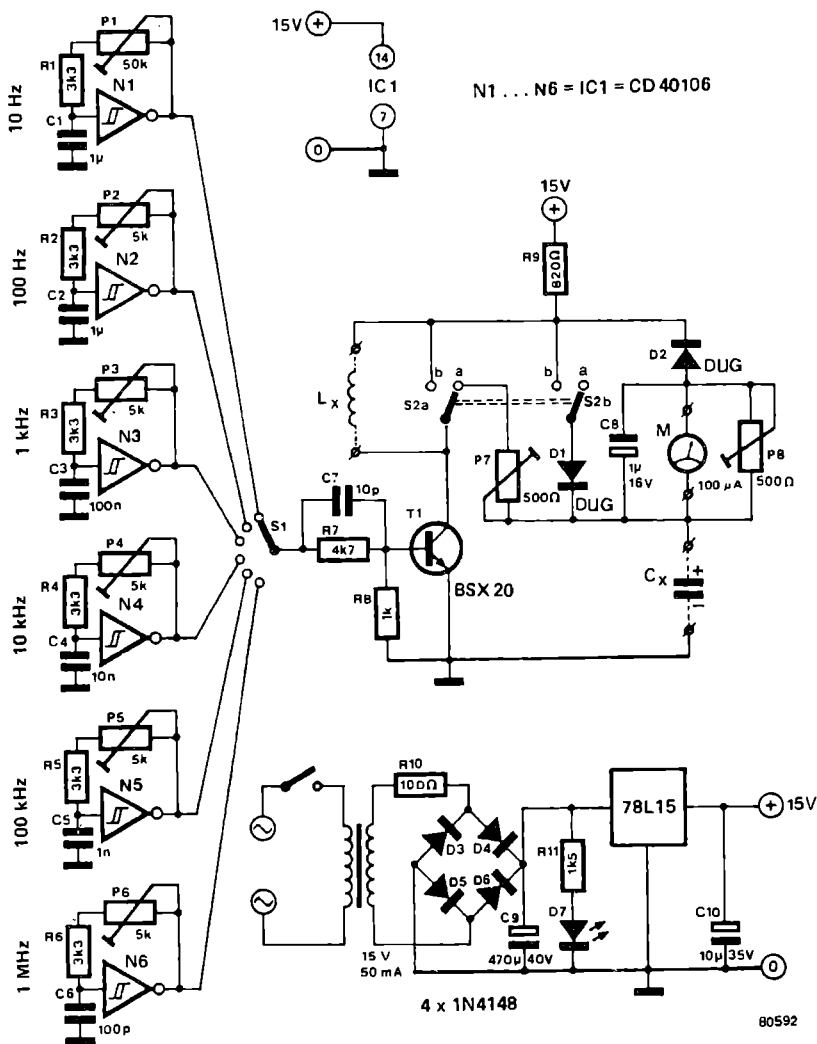 10 Hz
P1
50k
R1
3k3
N1
C1
1µ
100 Hz
P2
5k
R2
3k3
N2
C2
1µ
1 kHz
P3
5k
R3
3k3
N3
C3
100n
10 kHz
P4
5k
R4
3k3
N4
C4
10n
100 kHz
P5
5k
R5
3k3
N5
C5
1n
1 MHz
P6
5k
R6
3k3
N6
C6
100p
15V +
14
IC1
7
0
N1 ... N6 = IC1 = CD 40106
15V
+
R9
820Ω
S1
C7
10p
R7
4k7
R8
1k
T1
BSX 20
Lx
b
a
S2a
b
a
S2b
P7
500Ω
D1
DUG
D2
DUG
C8
1µ
16V
M
100 µA
P8
500Ω
Cx
+
–
R10
100Ω
15 V
50 mA
D3
D4
D5
D6
C9
470µ 40V
R11
1k5
D7
78L15
C10
10µ 35V
+ 15V
0
4 x 1N4148
80592